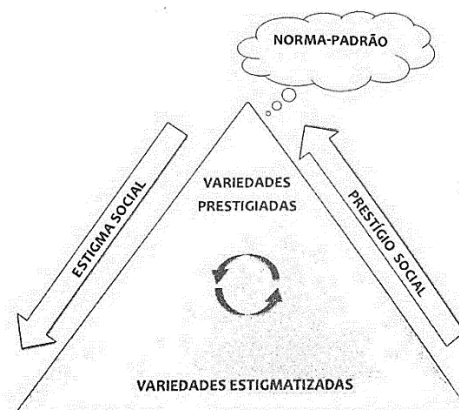 NORMA-PADRÃO
ESTIGMA SOCIAL
VARIEDADES
PRESTIGIADAS
PRESTÍGIO SOCIAL
VARIEDADES ESTIGMATIZADAS